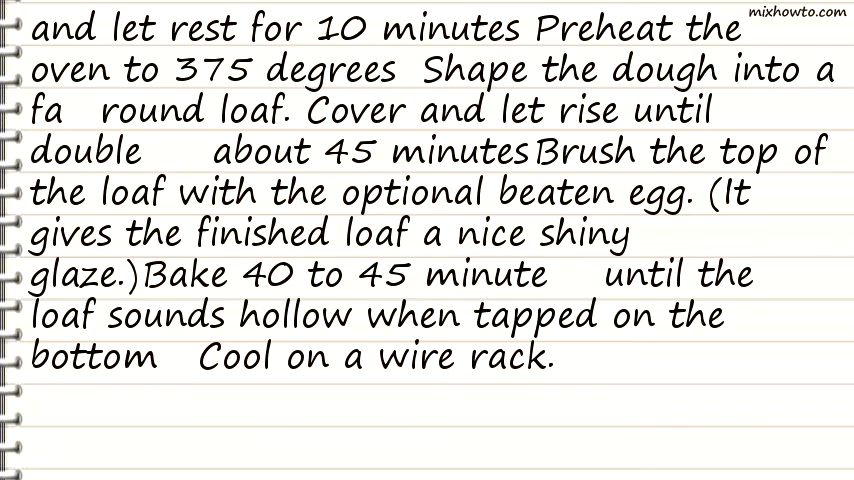 mixhowto.com
and let rest for 10 minutes Preheat the
oven to 375 degrees Shape the dough into a
fa round loaf. Cover and let rise until
double about 45 minutes Brush the top of
the loaf with the optional beaten egg. (It
gives the finished loaf a nice shiny
glaze.)Bake 40 to 45 minute until the
loaf sounds hollow when tapped on the
bottom Cool on a wire rack.